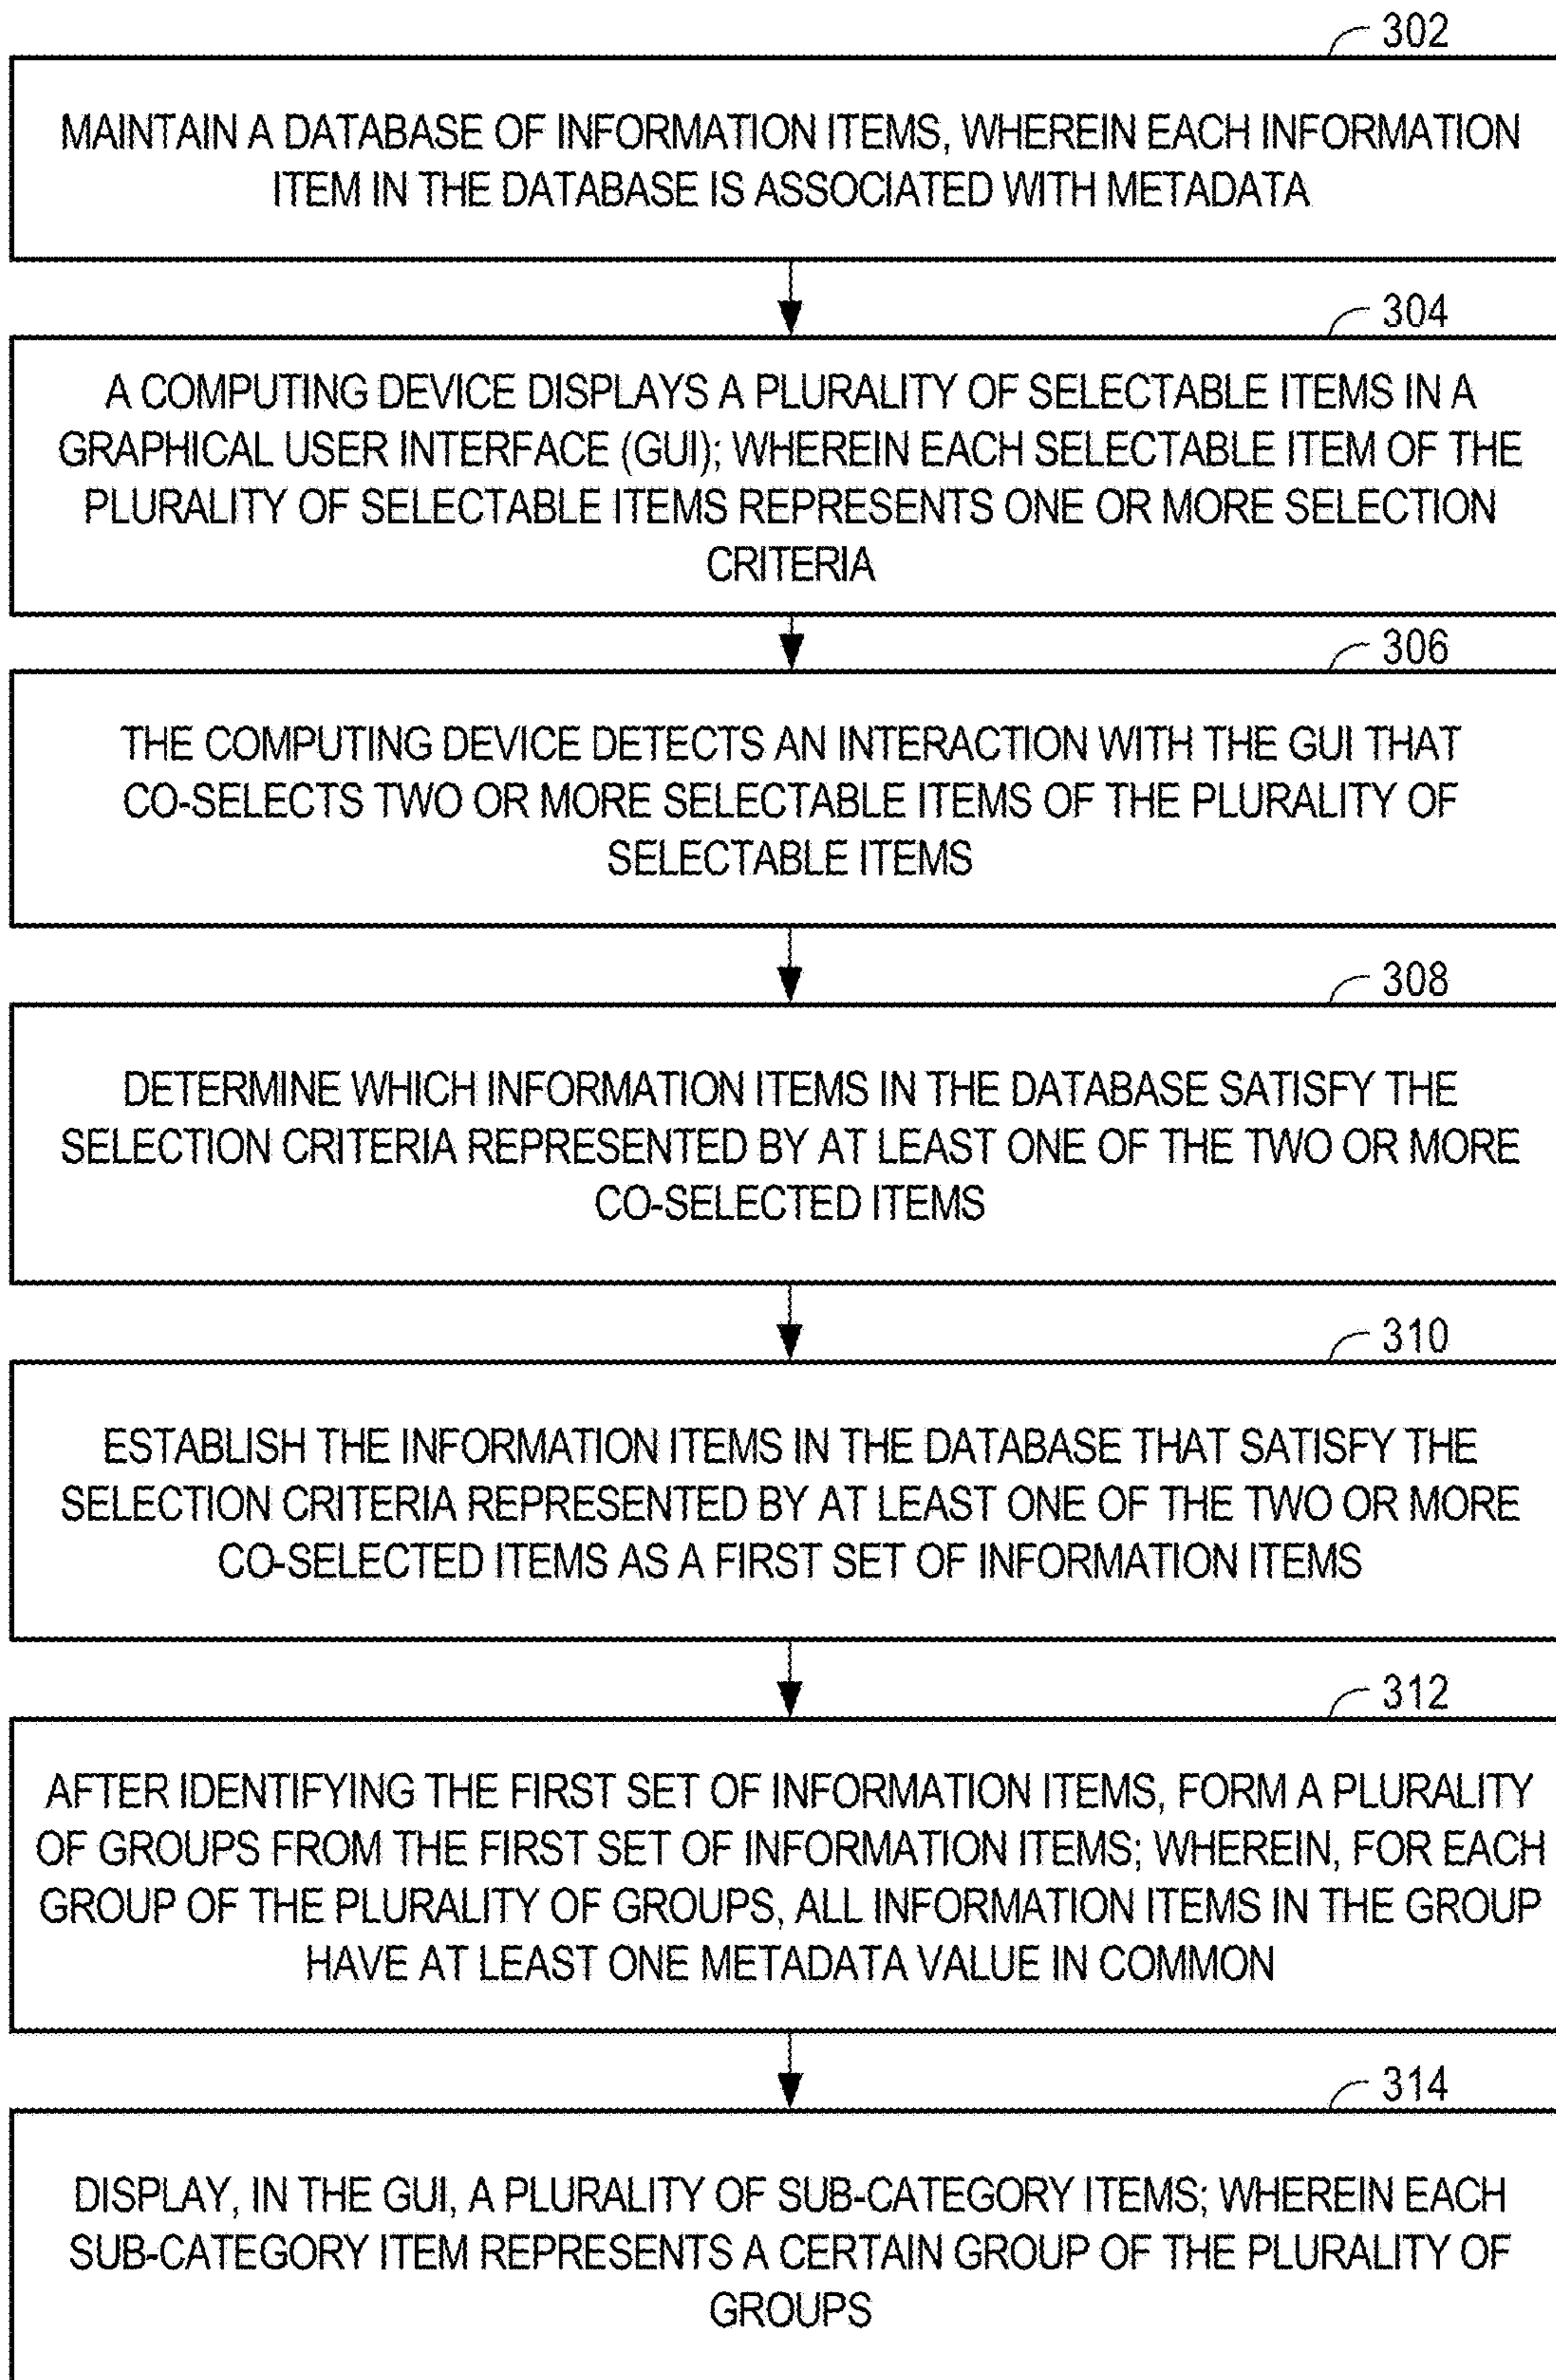 302
MAINTAIN A DATABASE OF INFORMATION ITEMS, WHEREIN EACH INFORMATION
ITEM IN THE DATABASE IS ASSOCIATED WITH METADATA
304
A COMPUTING DEVICE DISPLAYS A PLURALITY OF SELECTABLE ITEMS IN A
GRAPHICAL USER INTERFACE (GUI); WHEREIN EACH SELECTABLE ITEM OF THE
PLURALITY OF SELECTABLE ITEMS REPRESENTS ONE OR MORE SELECTION
CRITERIA
306
THE COMPUTING DEVICE DETECTS AN INTERACTION WITH THE GUI THAT
CO-SELECTS TWO OR MORE SELECTABLE ITEMS OF THE PLURALITY OF
SELECTABLE ITEMS
308
DETERMINE WHICH INFORMATION ITEMS IN THE DATABASE SATISFY THE
SELECTION CRITERIA REPRESENTED BY AT LEAST ONE OF THE TWO OR MORE
CO-SELECTED ITEMS
310
ESTABLISH THE INFORMATION ITEMS IN THE DATABASE THAT SATISFY THE
SELECTION CRITERIA REPRESENTED BY AT LEAST ONE OF THE TWO OR MORE
CO-SELECTED ITEMS AS A FIRST SET OF INFORMATION ITEMS
312
AFTER IDENTIFYING THE FIRST SET OF INFORMATION ITEMS, FORM A PLURALITY
OF GROUPS FROM THE FIRST SET OF INFORMATION ITEMS; WHEREIN, FOR EACH
GROUP OF THE PLURALITY OF GROUPS, ALL INFORMATION ITEMS IN THE GROUP
HAVE AT LEAST ONE METADATA VALUE IN COMMON
314
DISPLAY, IN THE GUI, A PLURALITY OF SUB-CATEGORY ITEMS; WHEREIN EACH
SUB-CATEGORY ITEM REPRESENTS A CERTAIN GROUP OF THE PLURALITY OF
GROUPS